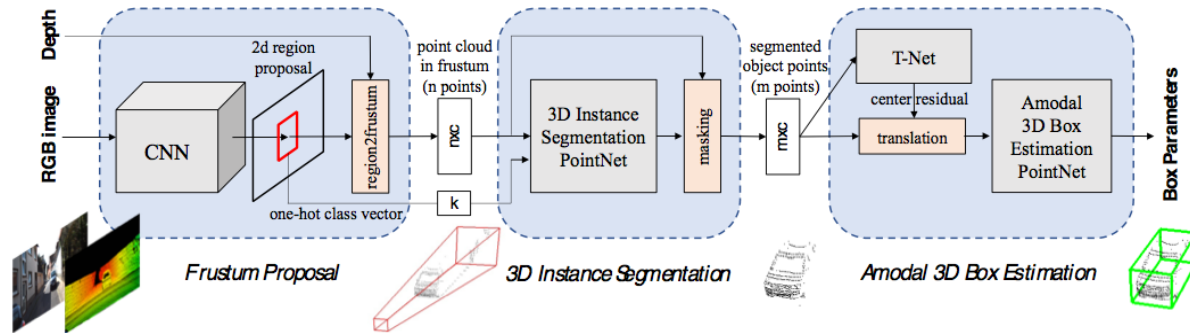 Depth
RGB image
CNN
2d region
proposal
region2frustum
one-hot class vector
Frustum Proposal
point cloud
in frustum
(n points)
nxc
k
3D Instance
Segmentation
PointNet
masking
3D Instance Segmentation
segmented
object points
(m points)
mxc
T-Net
center residual
translation
Amodal
3D Box
Estimation
PointNet
Amodal 3D Box Estimation
Box Parameters